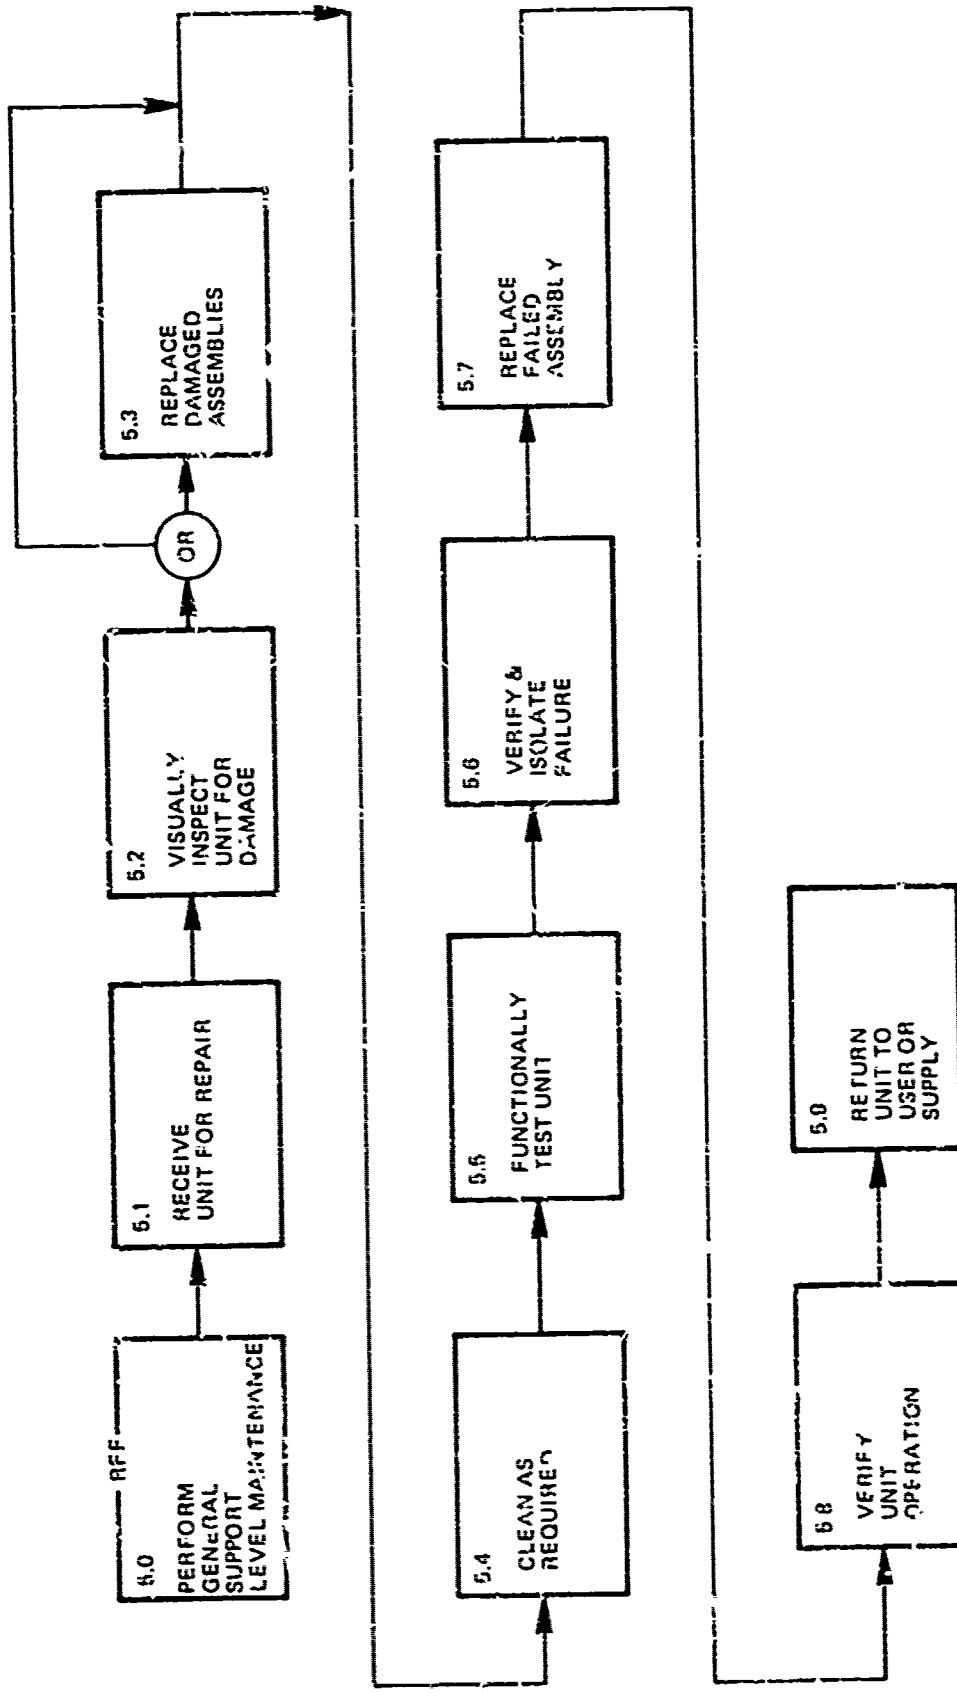 5.0 REF
PERFORM
GENERAL
SUPPORT
LEVEL MAINTENANCE
5.1
RECEIVE
UNIT FOR REPAIR
5.2
VISUALLY
INSPECT
UNIT FOR
DAMAGE
OR
5.3
REPLACE
DAMAGED
ASSEMBLIES
5.4
CLEAN AS
REQUIRED
5.5
FUNCTIONALLY
TEST UNIT
5.6
VERIFY &
ISOLATE
FAILURE
5.7
REPLACE
FAILED
ASSEMBLY
5.8
VERIFY
UNIT
OPERATION
5.9
RETURN
UNIT TO
USER OR
SUPPLY